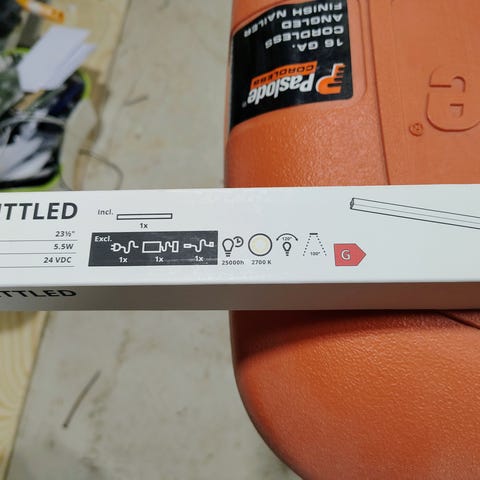 16 GA.
CORDLESS
ANGLED
FINISH NAILER
Paslode
CORDLESS
TTLED
23½"
5.5W
24 VDC
Incl.
1x
Excl.
1x 1x 1x
25000h
2700 K
120°
100°
G
TTLED